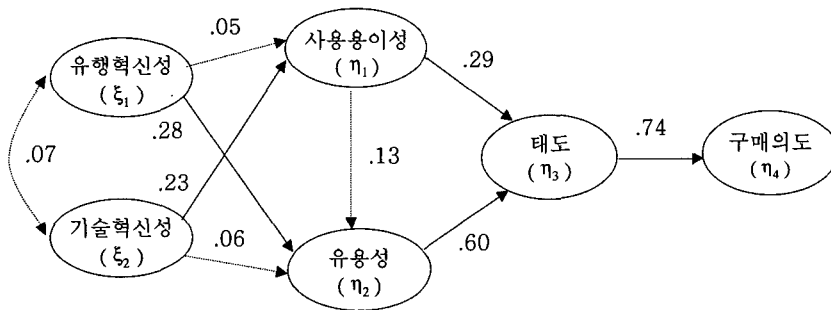 유행혁신성
(ξ₁)
기술혁신성
(ξ₂)
.07
.05
.28
.23
.06
사용용이성
(η₁)
.13
유용성
(η₂)
.29
.60
태도
(η₃)
.74
구매의도
(η₄)